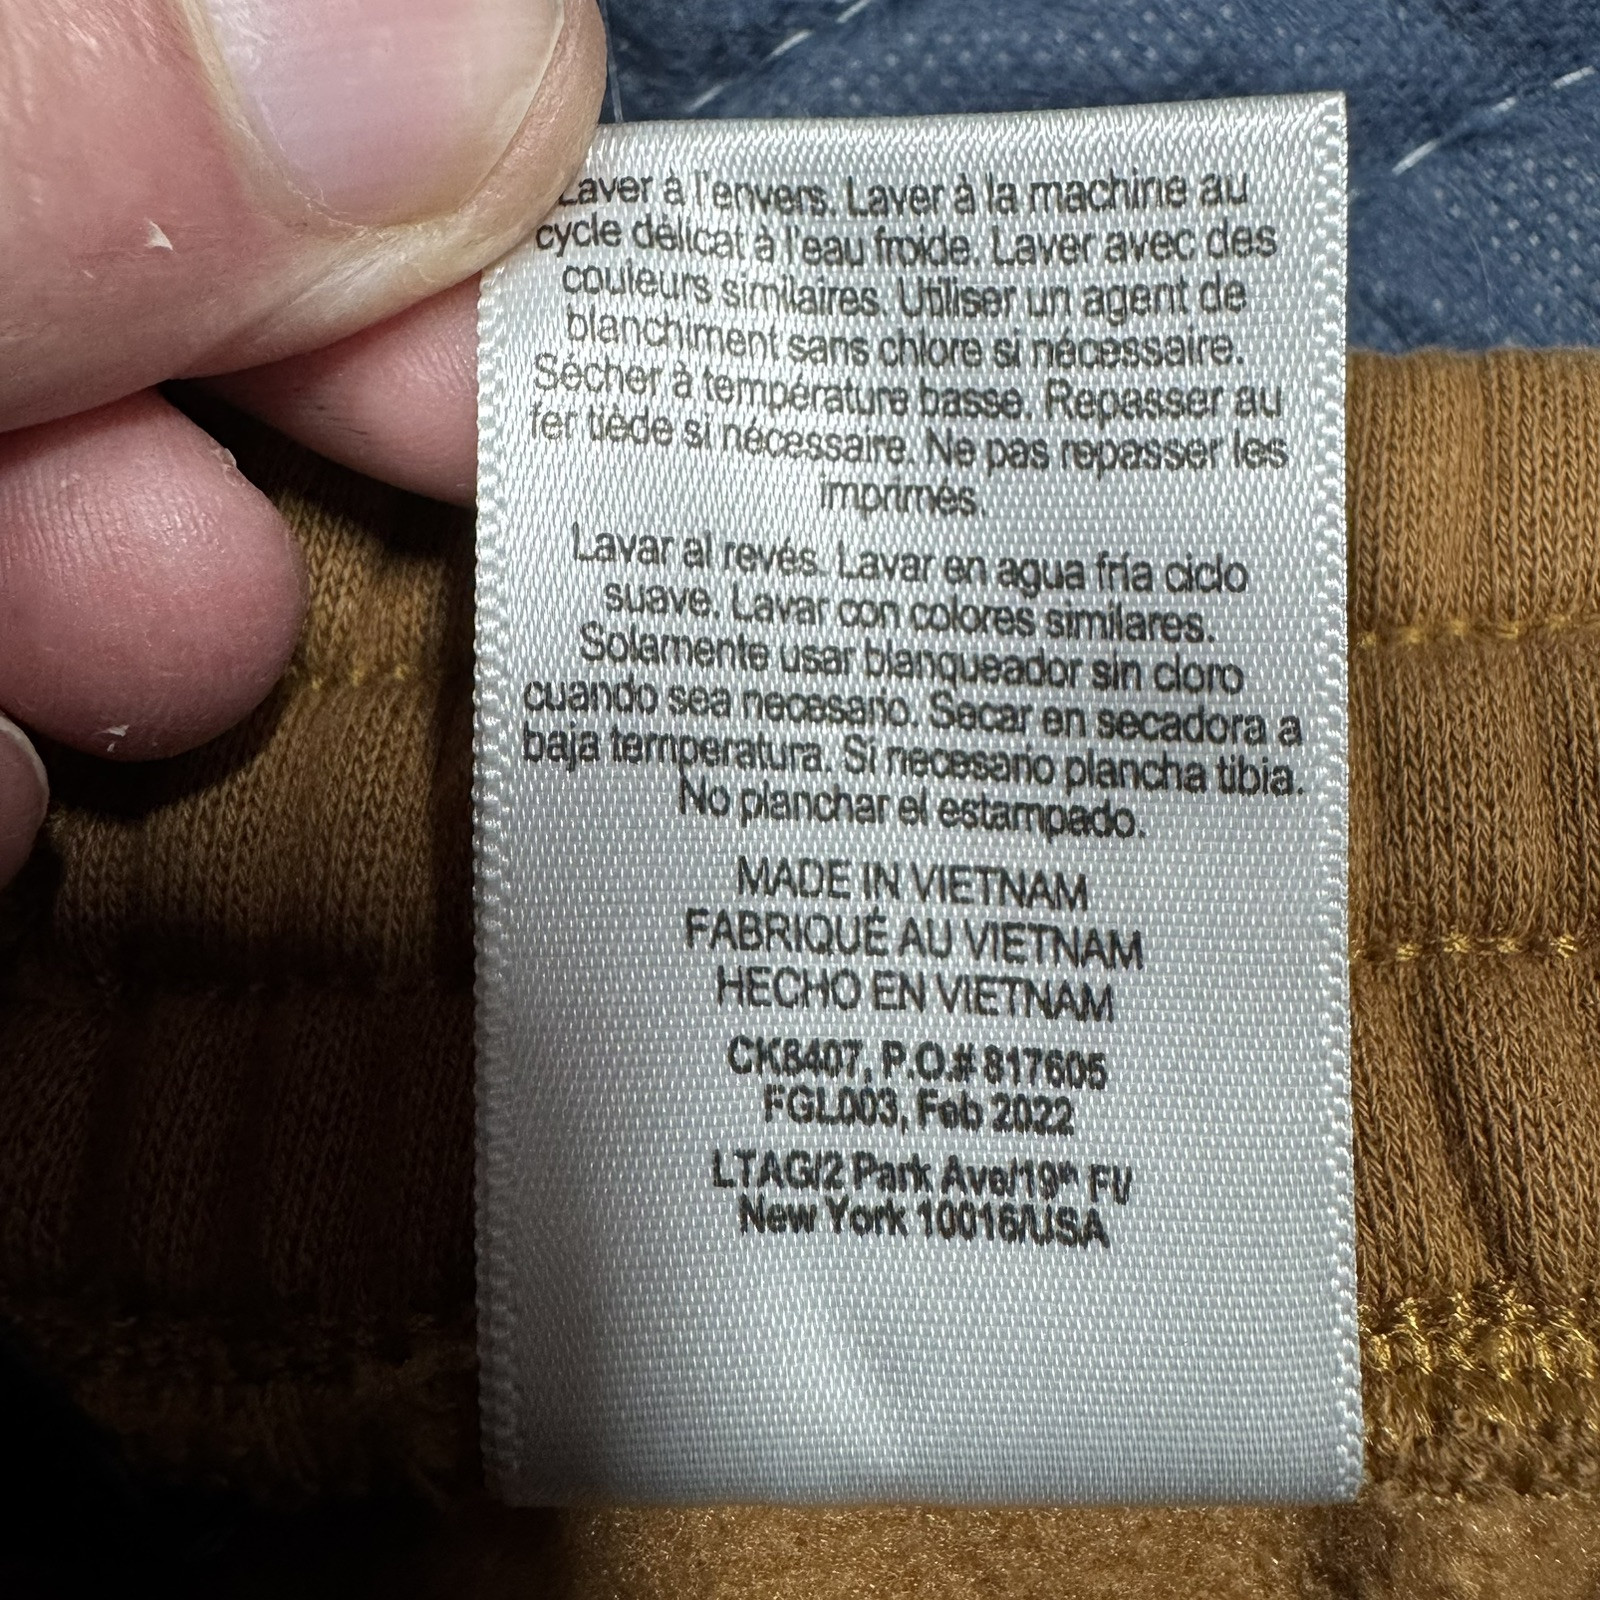 Laver à l'envers. Laver à la machine au
cycle délicat à l'eau froide. Laver avec des
couleurs similaires. Utiliser un agent de
blanchiment sans chlore si nécessaire.
Sécher à température basse. Repasser au
fer tiède si nécessaire. Ne pas repasser les
imprimés.
Lavar al revés. Lavar en agua fría ciclo
suave. Lavar con colores similares.
Solamente usar blanqueador sin cloro
cuando sea necesario. Secar en secadora a
baja temperatura. Si necesario plancha tibia.
No planchar el estampado.
MADE IN VIETNAM
FABRIQUÉ AU VIETNAM
HECHO EN VIETNAM
CK8407, P.O.# 817605
FGL003, Feb 2022
LTAG/2 Park Ave/19th Fl/
New York 10016/USA